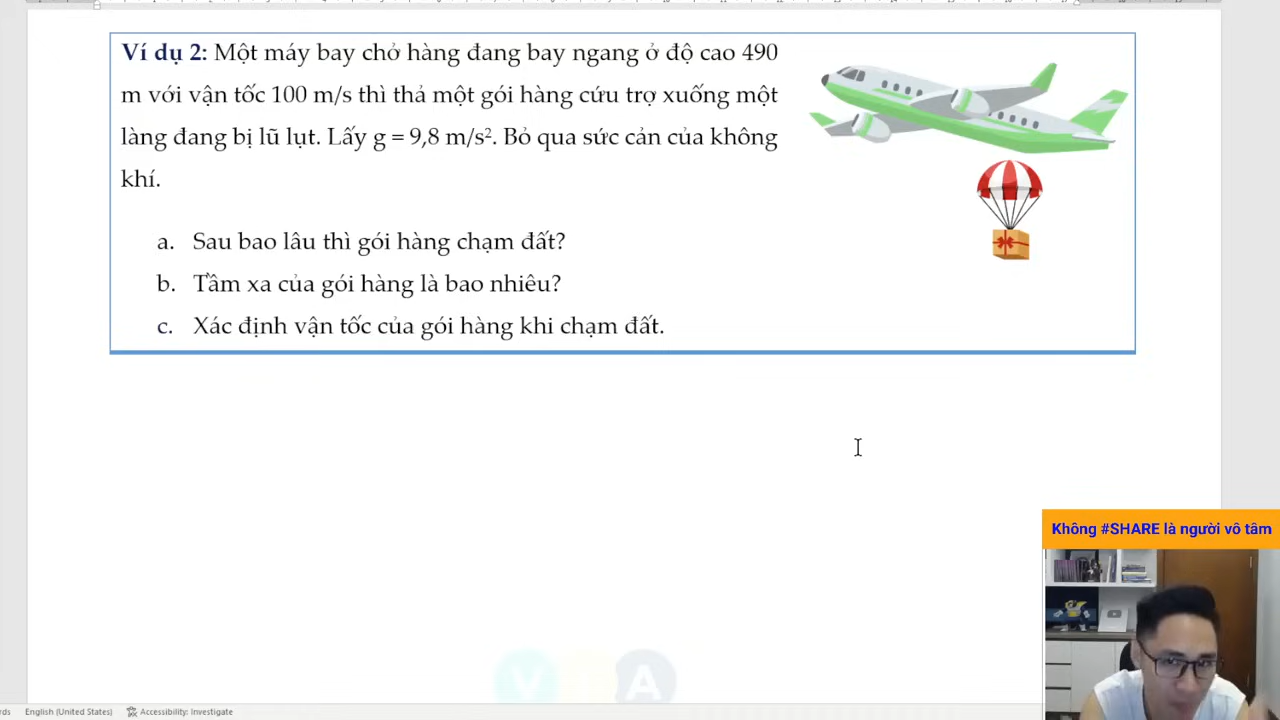 Ví dụ 2: Một máy bay chở hàng đang bay ngang ở độ cao 490
m với vận tốc 100 m/s thì thả một gói hàng cứu trợ xuống một
làng đang bị lũ lụt. Lấy g = 9,8 m/s². Bỏ qua sức cản của không
khí.
a. Sau bao lâu thì gói hàng chạm đất?
b. Tầm xa của gói hàng là bao nhiêu?
c. Xác định vận tốc của gói hàng khi chạm đất.
Không #SHARE là người vô tâm
V A
English (United States) Accessibility: Investigate